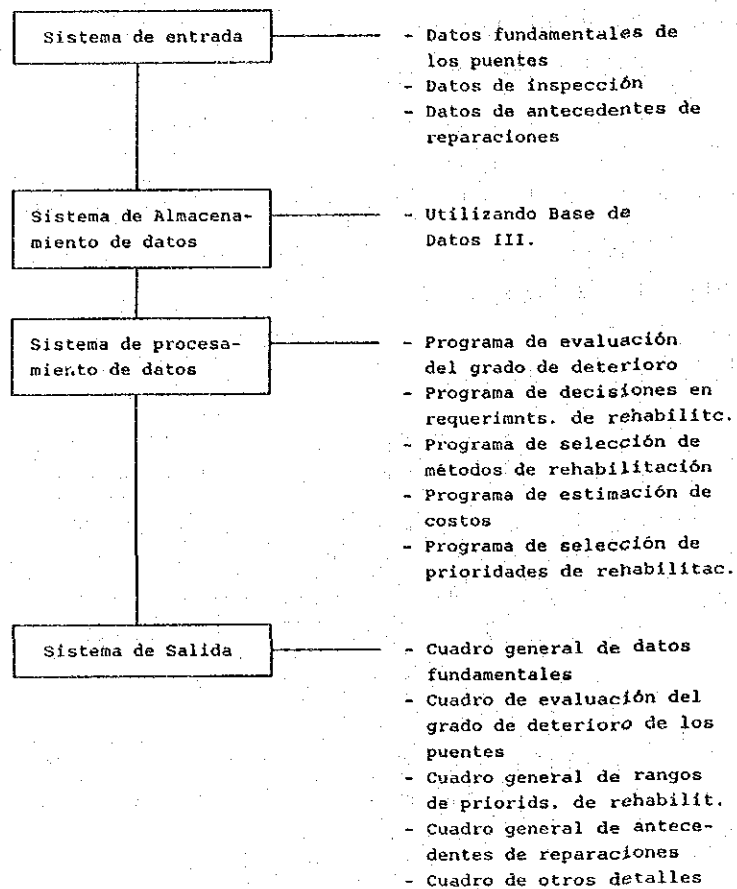 Sistema de entrada
- Datos fundamentales de
los puentes
- Datos de inspección
- Datos de antecedentes de
reparaciones
Sistema de Almacena-
miento de datos
- Utilizando Base de
Datos III.
Sistema de procesa-
miento de datos
- Programa de evaluación
del grado de deterioro
- Programa de decisiones en
requerimnts. de rehabilitc.
- Programa de selección de
métodos de rehabilitación
- Programa de estimación de
costos
- Programa de selección de
prioridades de rehabilitac.
Sistema de Salida
- Cuadro general de datos
fundamentales
- Cuadro de evaluación del
grado de deterioro de los
puentes
- Cuadro general de rangos
de priorids. de rehabilit.
- Cuadro general de antece-
dentes de reparaciones
- Cuadro de otros detalles